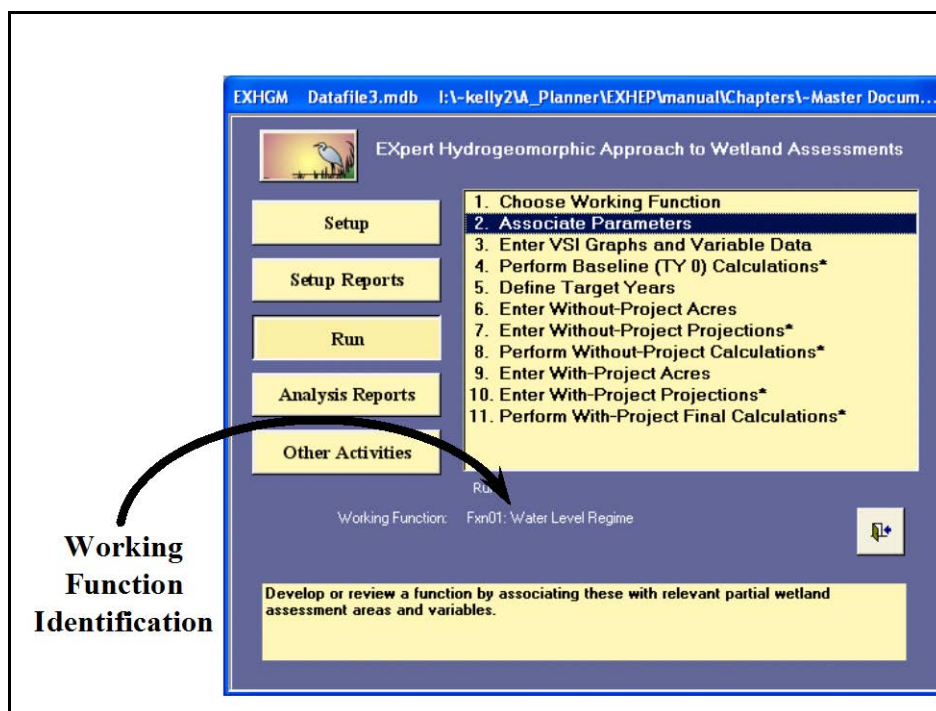 EXHGM Datafile3.mdb I:\~kelly2\A_Planner\EXHEP\manual\Chapters\~Master Docum...
EXpert Hydrogeomorphic Approach to Wetland Assessments
Setup
Setup Reports
Run
Analysis Reports
Other Activities
1. Choose Working Function
2. Associate Parameters
3. Enter VSI Graphs and Variable Data
4. Perform Baseline (TY 0) Calculations*
5. Define Target Years
6. Enter Without-Project Acres
7. Enter Without-Project Projections*
8. Perform Without-Project Calculations*
9. Enter With-Project Acres
10. Enter With-Project Projections*
11. Perform With-Project Final Calculations*
Working Function: Fxn01: Water Level Regime
Working
Function
Identification
Develop or review a function by associating these with relevant partial wetland
assessment areas and variables.